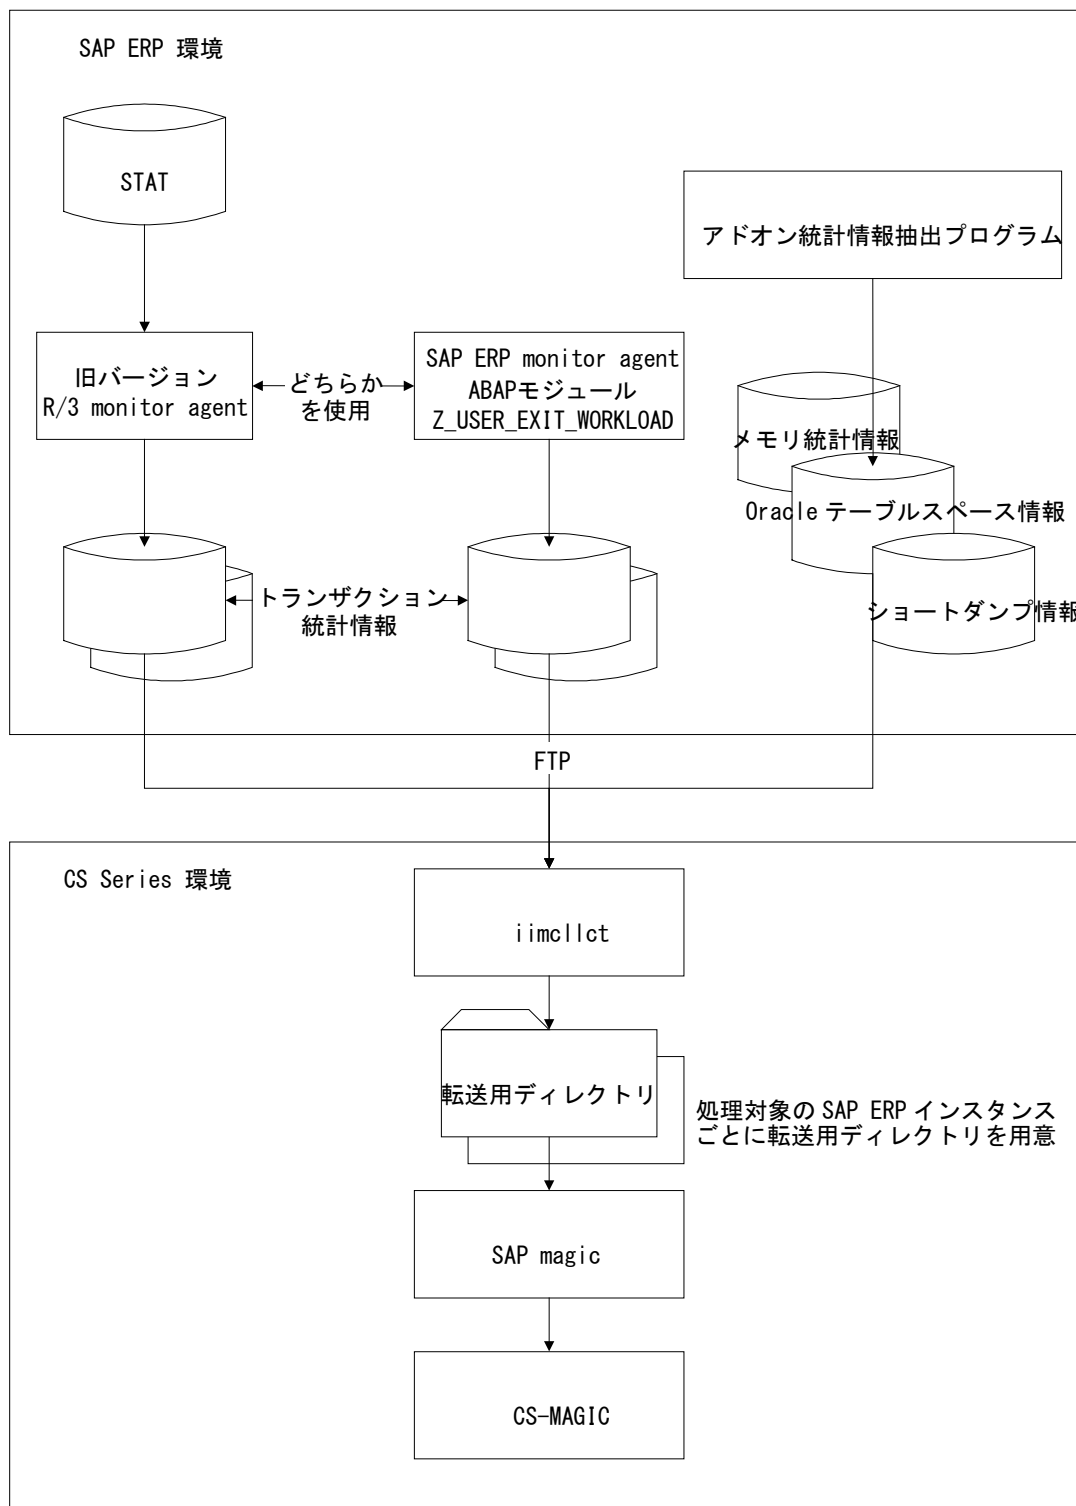 SAP ERP 環境
STAT
アドオン統計情報抽出プログラム
旧バージョン
R/3 monitor agent
どちらか
を使用
SAP ERP monitor agent
ABAPモジュール
Z_USER_EXIT_WORKLOAD
メモリ統計情報
Oracle テーブルスペース情報
ショートダンプ情報
トランザクション
統計情報
FTP
CS Series 環境
iimcllct
転送用ディレクトリ
処理対象の SAP ERP インスタンス
ごとに転送用ディレクトリを用意
SAP magic
CS-MAGIC